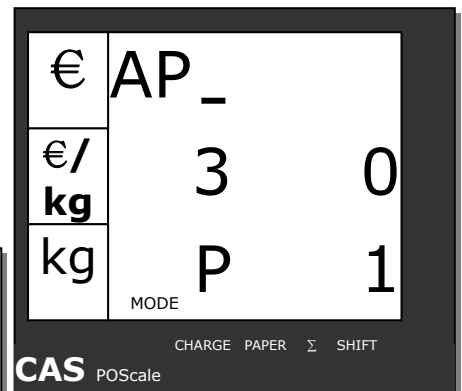 € AP_
€/ 3 0
kg
kg P 1
MODE
CHARGE PAPER Σ SHIFT
CAS POScale